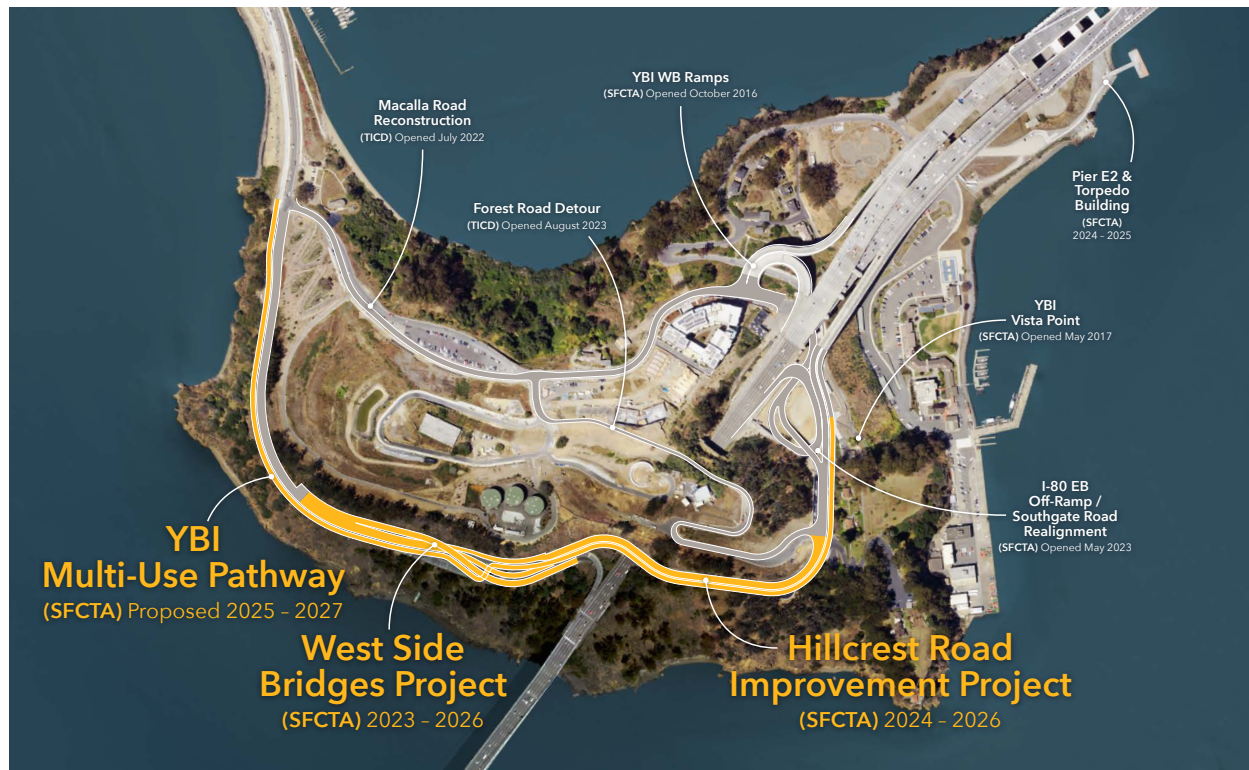 YBI WB Ramps
(SFCTA) Opened October 2016
Macalla Road
Reconstruction
(TICD) Opened July 2022
Forest Road Detour
(TICD) Opened August 2023
Pier E2 &
Torpedo
Building
(SFCTA)
2024 – 2025
YBI
Vista Point
(SFCTA) Opened May 2017
I-80 EB
Off-Ramp /
Southgate Road
Realignment
(SFCTA) Opened May 2023
YBI
Multi-Use Pathway
(SFCTA) Proposed 2025 – 2027
West Side
Bridges Project
(SFCTA) 2023 – 2026
Hillcrest Road
Improvement Project
(SFCTA) 2024 – 2026